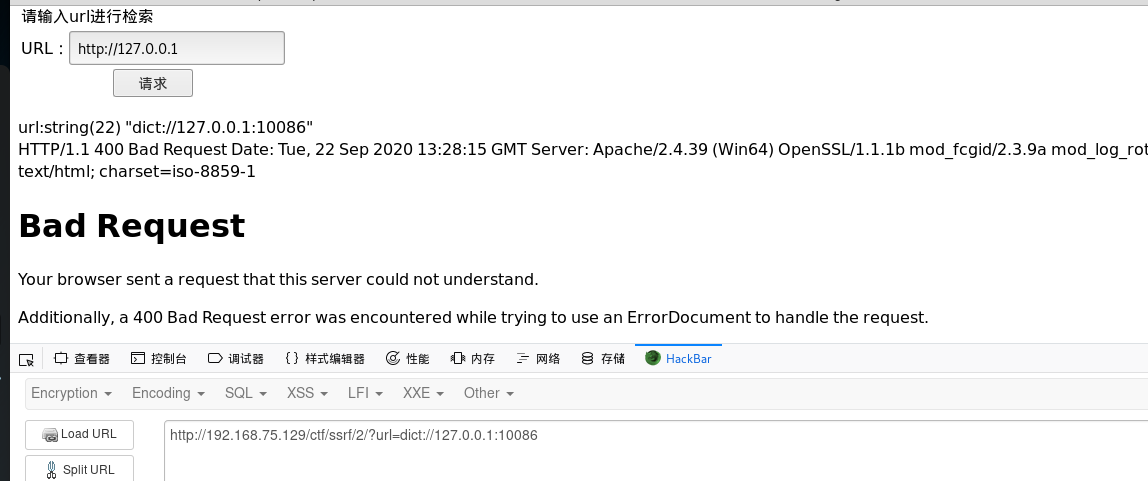 请输入url进行检索
URL : http://127.0.0.1
请求
url:string(22) "dict://127.0.0.1:10086"
HTTP/1.1 400 Bad Request Date: Tue, 22 Sep 2020 13:28:15 GMT Server: Apache/2.4.39 (Win64) OpenSSL/1.1.1b mod_fcgid/2.3.9a mod_log_rot
text/html; charset=iso-8859-1
Bad Request
Your browser sent a request that this server could not understand.
Additionally, a 400 Bad Request error was encountered while trying to use an ErrorDocument to handle the request.
查看器 控制台 调试器 样式编辑器 性能 内存 网络 存储 HackBar
Encryption Encoding SQL XSS LFI XXE Other
Load URL http://192.168.75.129/ctf/ssrf/2/?url=dict://127.0.0.1:10086
Split URL